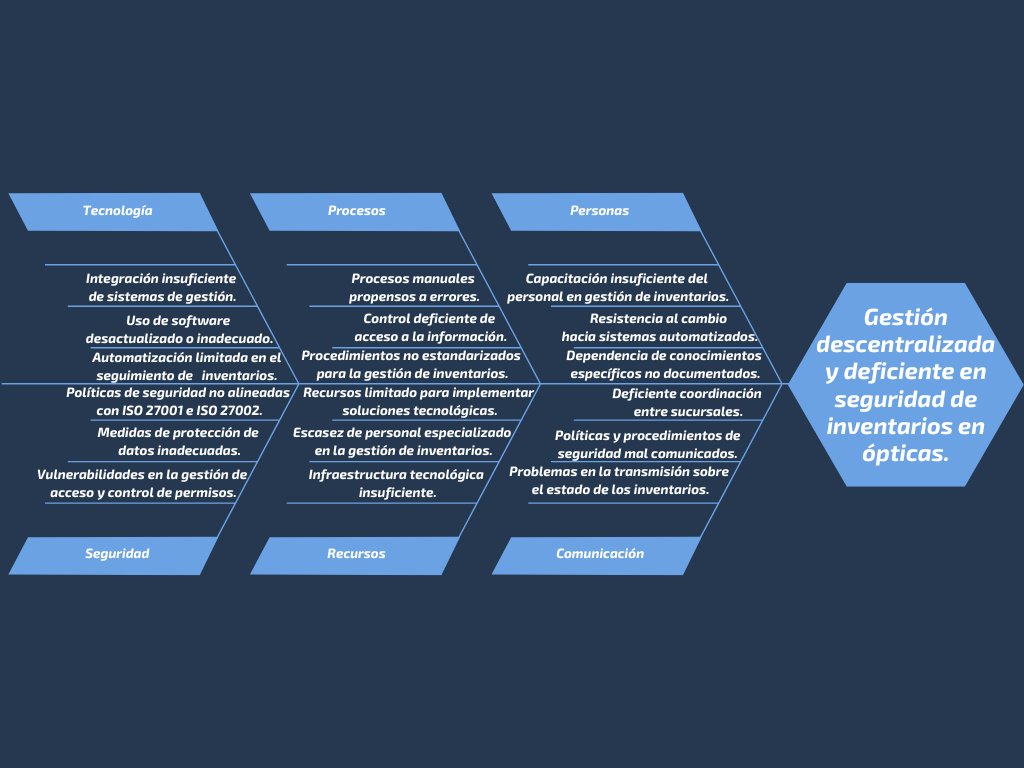 Tecnología
Procesos
Personas
Integración insuficiente
de sistemas de gestión.
Uso de software
desactualizado o inadecuado.
Automatización limitada en el
seguimiento de  inventarios.
Procesos manuales
propensos a errores.
Control deficiente de
acceso a la información.
Procedimientos no estandarizados
para la gestión de inventarios.
Capacitación insuficiente del
personal en gestión de inventarios.
Resistencia al cambio
hacia sistemas automatizados.
Dependencia de conocimientos
específicos no documentados.
Gestión
descentralizada
y deficiente en
seguridad de
inventarios en
ópticas.
Políticas de seguridad no alineadas
con ISO 27001 e ISO 27002.
Medidas de protección de
datos inadecuadas.
Vulnerabilidades en la gestión de
acceso y control de permisos.
Recursos limitado para implementar
soluciones tecnológicas.
Escasez de personal especializado
en la gestión de inventarios.
Infraestructura tecnológica
insuficiente.
Deficiente coordinación
entre sucursales.
Políticas y procedimientos de
seguridad mal comunicados.
Problemas en la transmisión sobre
el estado de los inventarios.
Seguridad
Recursos
Comunicación